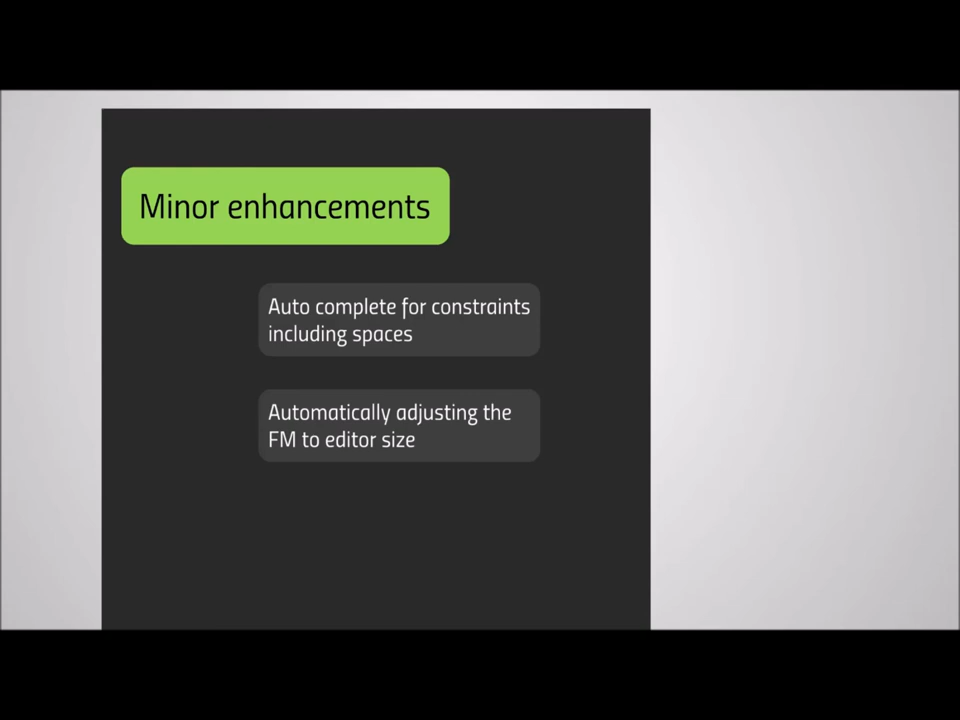 Minor enhancements
Auto complete for constraints
including spaces
Automatically adjusting the
FM to editor size